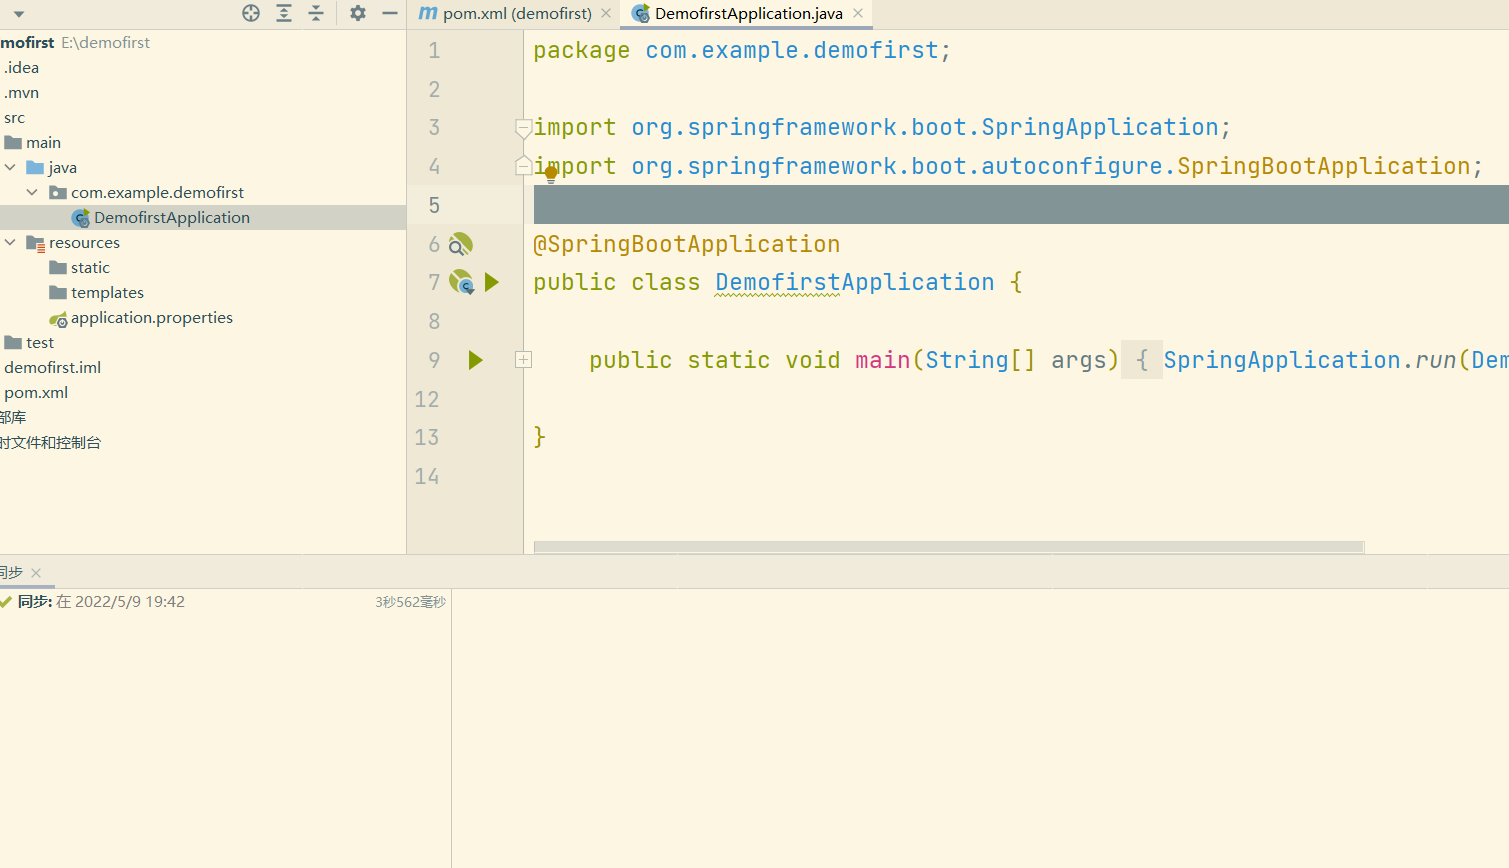 pom.xml (demofirst)
DemofirstApplication.java
mofirst E:\demofirst
.idea
.mvn
src
main
java
com.example.demofirst
DemofirstApplication
resources
static
templates
application.properties
test
demofirst.iml
pom.xml
部库
时文件和控制台
1 package com.example.demofirst;
2
3 import org.springframework.boot.SpringApplication;
4 import org.springframework.boot.autoconfigure.SpringBootApplication;
5
6 @SpringBootApplication
7 public class DemofirstApplication {
8
9 public static void main(String[] args) { SpringApplication.run(Dem
12
13 }
14
同步
同步: 在 2022/5/9 19:42 3秒562毫秒